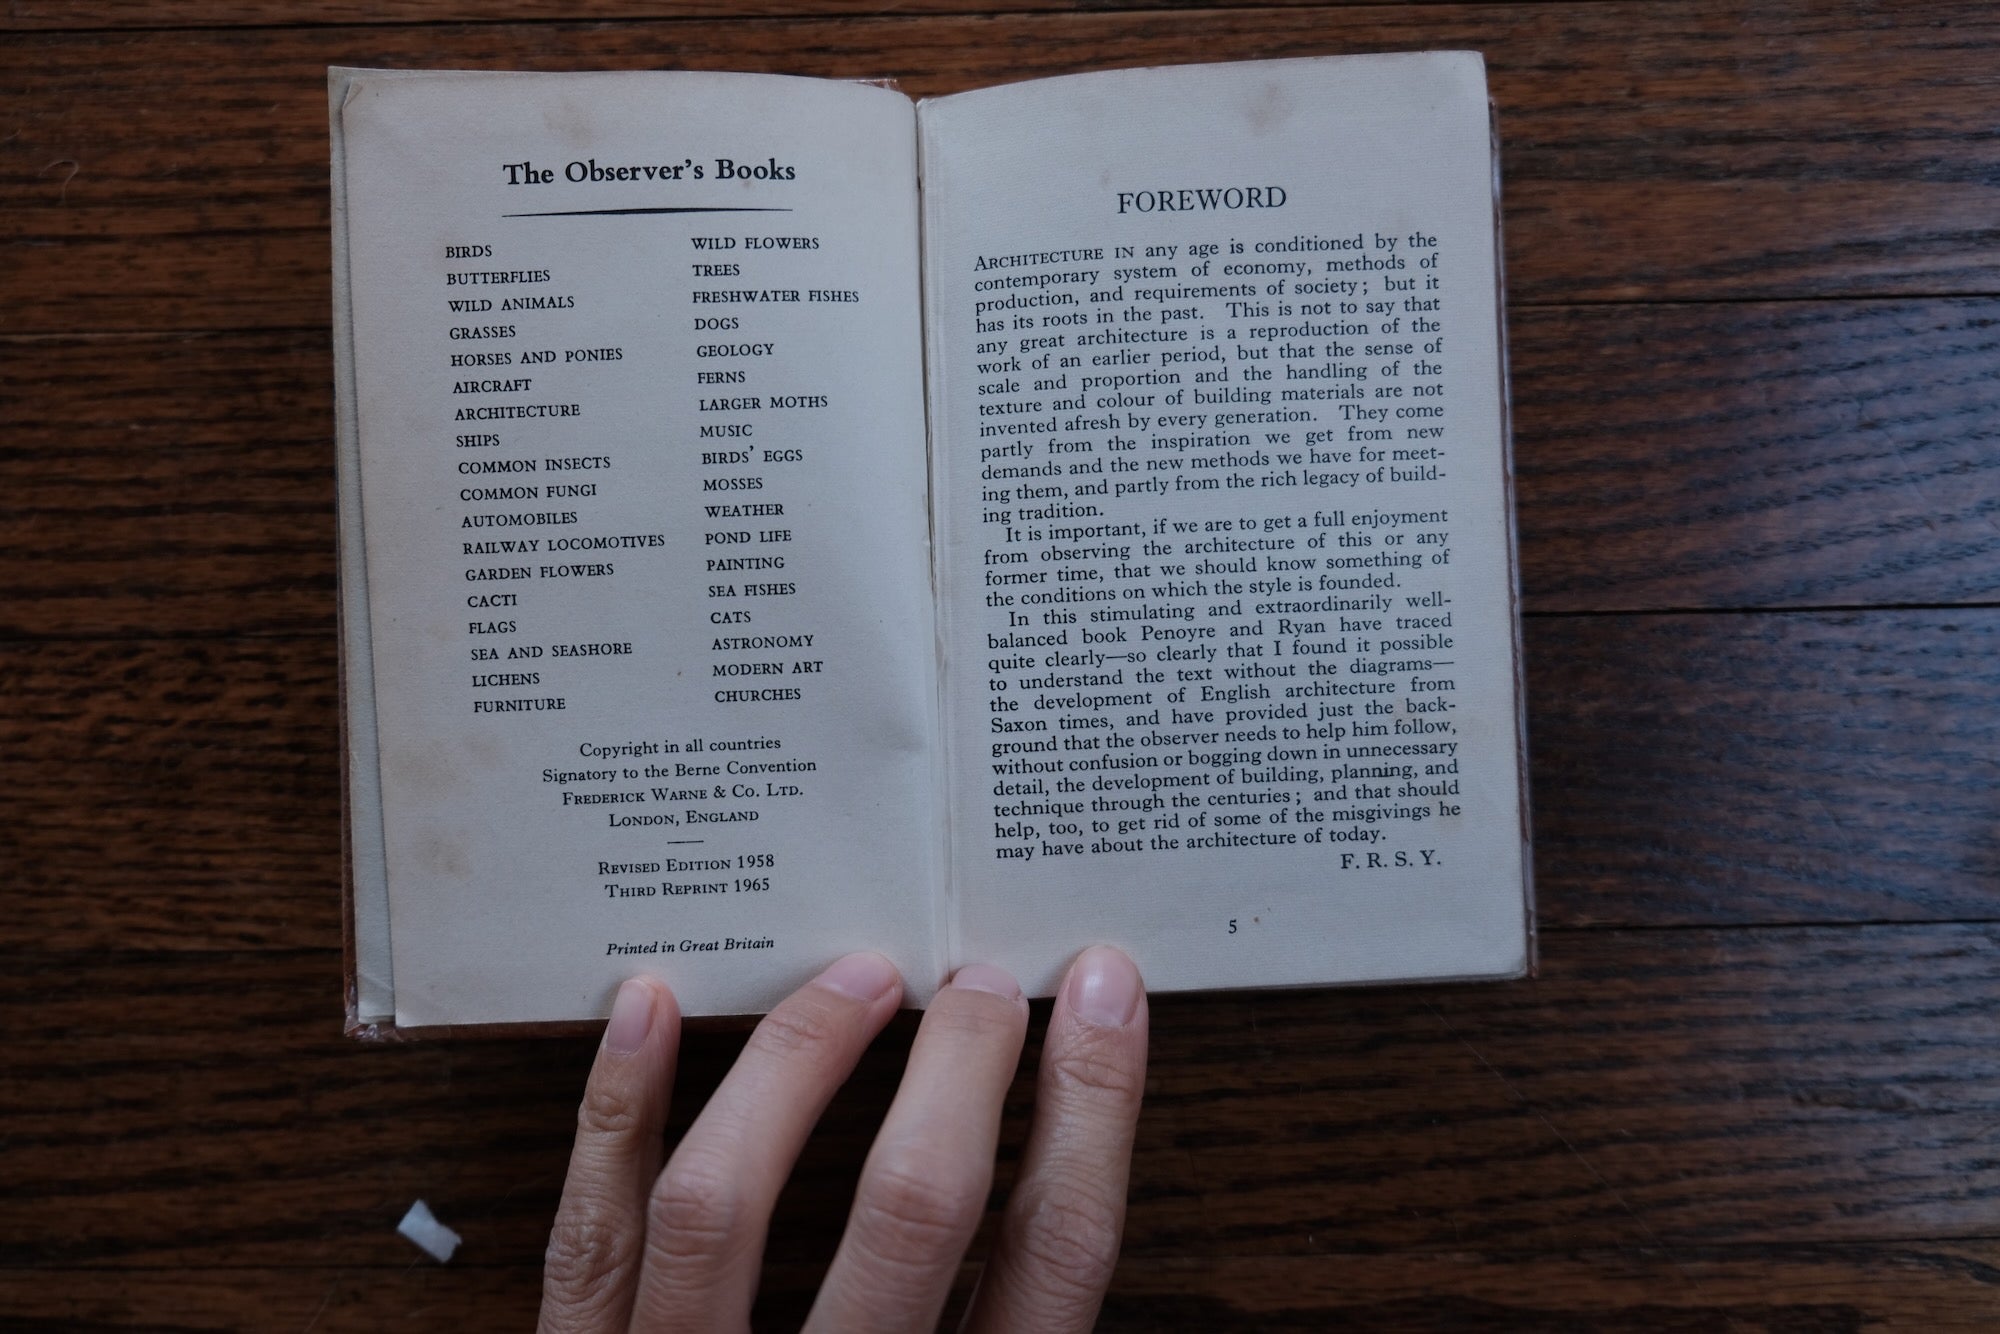 The Observer's Books
BIRDS
BUTTERFLIES
WILD ANIMALS
GRASSES
HORSES AND PONIES
AIRCRAFT
ARCHITECTURE
SHIPS
COMMON INSECTS
COMMON FUNGI
AUTOMOBILES
RAILWAY LOCOMOTIVES
GARDEN FLOWERS
CACTI
FLAGS
SEA AND SEASHORE
LICHENS
FURNITURE
WILD FLOWERS
TREES
FRESHWATER FISHES
DOGS
GEOLOGY
FERNS
LARGER MOTHS
MUSIC
BIRDS' EGGS
MOSSES
WEATHER
POND LIFE
PAINTING
SEA FISHES
CATS
ASTRONOMY
MODERN ART
CHURCHES
Copyright in all countries
Signatory to the Berne Convention
FREDERICK WARNE & CO. LTD.
LONDON, ENGLAND
REVISED EDITION 1958
THIRD REPRINT 1965
Printed in Great Britain
FOREWORD
ARCHITECTURE IN any age is conditioned by the
contemporary system of economy, methods of
production, and requirements of society; but it
has its roots in the past. This is not to say that
any great architecture is a reproduction of the
work of an earlier period, but that the sense of
scale and proportion and the handling of the
texture and colour of building materials are not
invented afresh by every generation. They come
partly from the inspiration we get from new
demands and the new methods we have for meet-
ing them, and partly from the rich legacy of build-
ing tradition.
It is important, if we are to get a full enjoyment
from observing the architecture of this or any
former time, that we should know something of
the conditions on which the style is founded.
In this stimulating and extraordinarily well-
balanced book Penoyre and Ryan have traced
quite clearly—so clearly that I found it possible
to understand the text without the diagrams—
the development of English architecture from
Saxon times, and have provided just the back-
ground that the observer needs to help him follow,
without confusion or bogging down in unnecessary
detail, the development of building, planning, and
technique through the centuries; and that should
help, too, to get rid of some of the misgivings he
may have about the architecture of today.
F. R. S. Y.
5